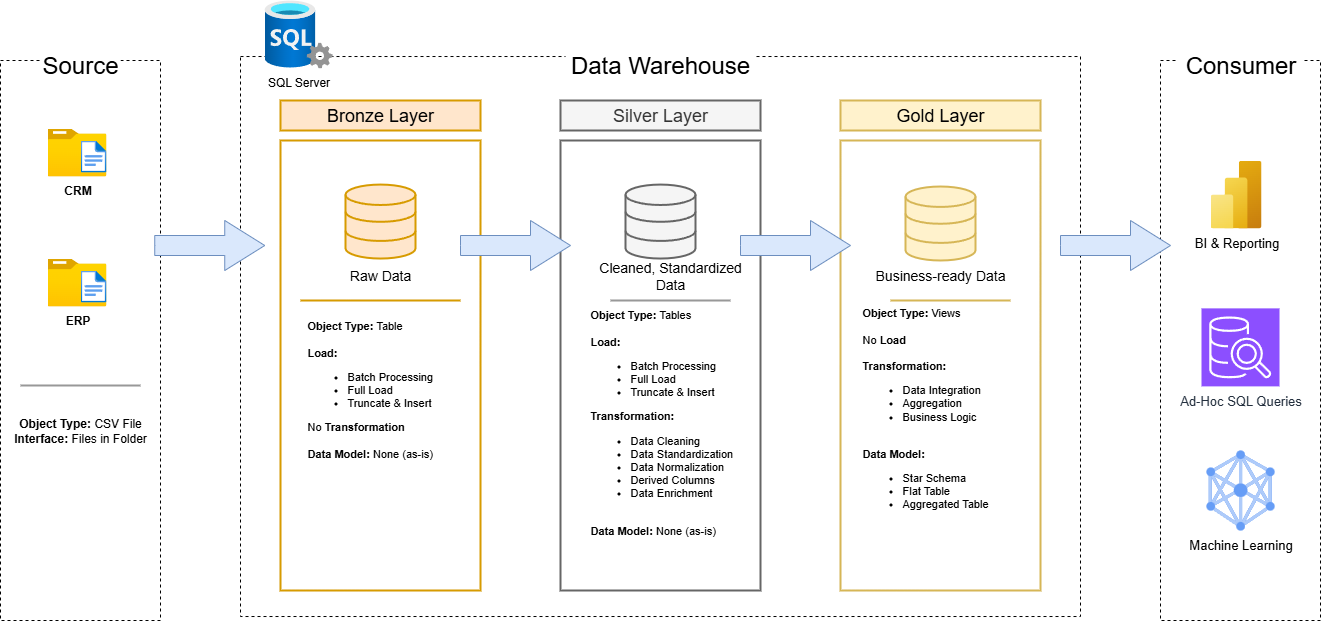 Source
CRM
ERP
Object Type: CSV File
Interface: Files in Folder
SQL
SQL Server
Data Warehouse
Bronze Layer
Raw Data
Object Type: Table
Load:
Batch Processing
Full Load
Truncate & Insert
No Transformation
Data Model: None (as-is)
Silver Layer
Cleaned, Standardized
Data
Object Type: Tables
Load:
Batch Processing
Full Load
Truncate & Insert
Transformation:
Data Cleaning
Data Standardization
Data Normalization
Derived Columns
Data Enrichment
Data Model: None (as-is)
Gold Layer
Business-ready Data
Object Type: Views
No Load
Transformation:
Data Integration
Aggregation
Business Logic
Data Model:
Star Schema
Flat Table
Aggregated Table
Consumer
BI & Reporting
Ad-Hoc SQL Queries
Machine Learning